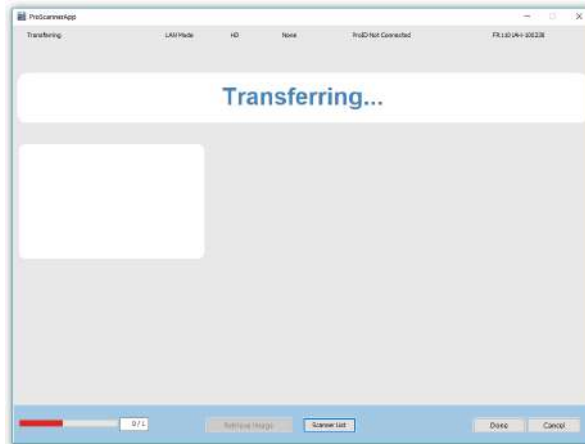 ProScannerApp
Transferring LAN Mode HD None ProID Not Connected
Transferring...
0 / 1 Retrieve Image Scanner List Done Cancel